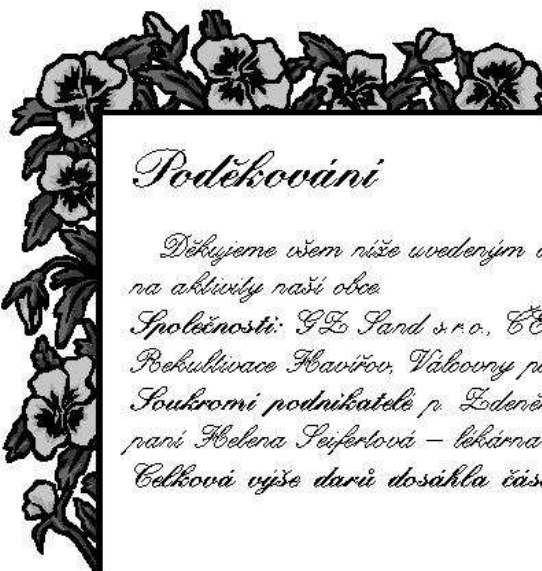 Poděkování
Děkujeme všem níže uvedeným
na aktivity naší obce.
Společnosti: GZ Sand s.r.o.,
Rekultivace Havířov, Válcovny
Soukromí podnikatelé p. Zdeněk
paní Helena Seifertová – lékárna
Celková výše darů dosáhla